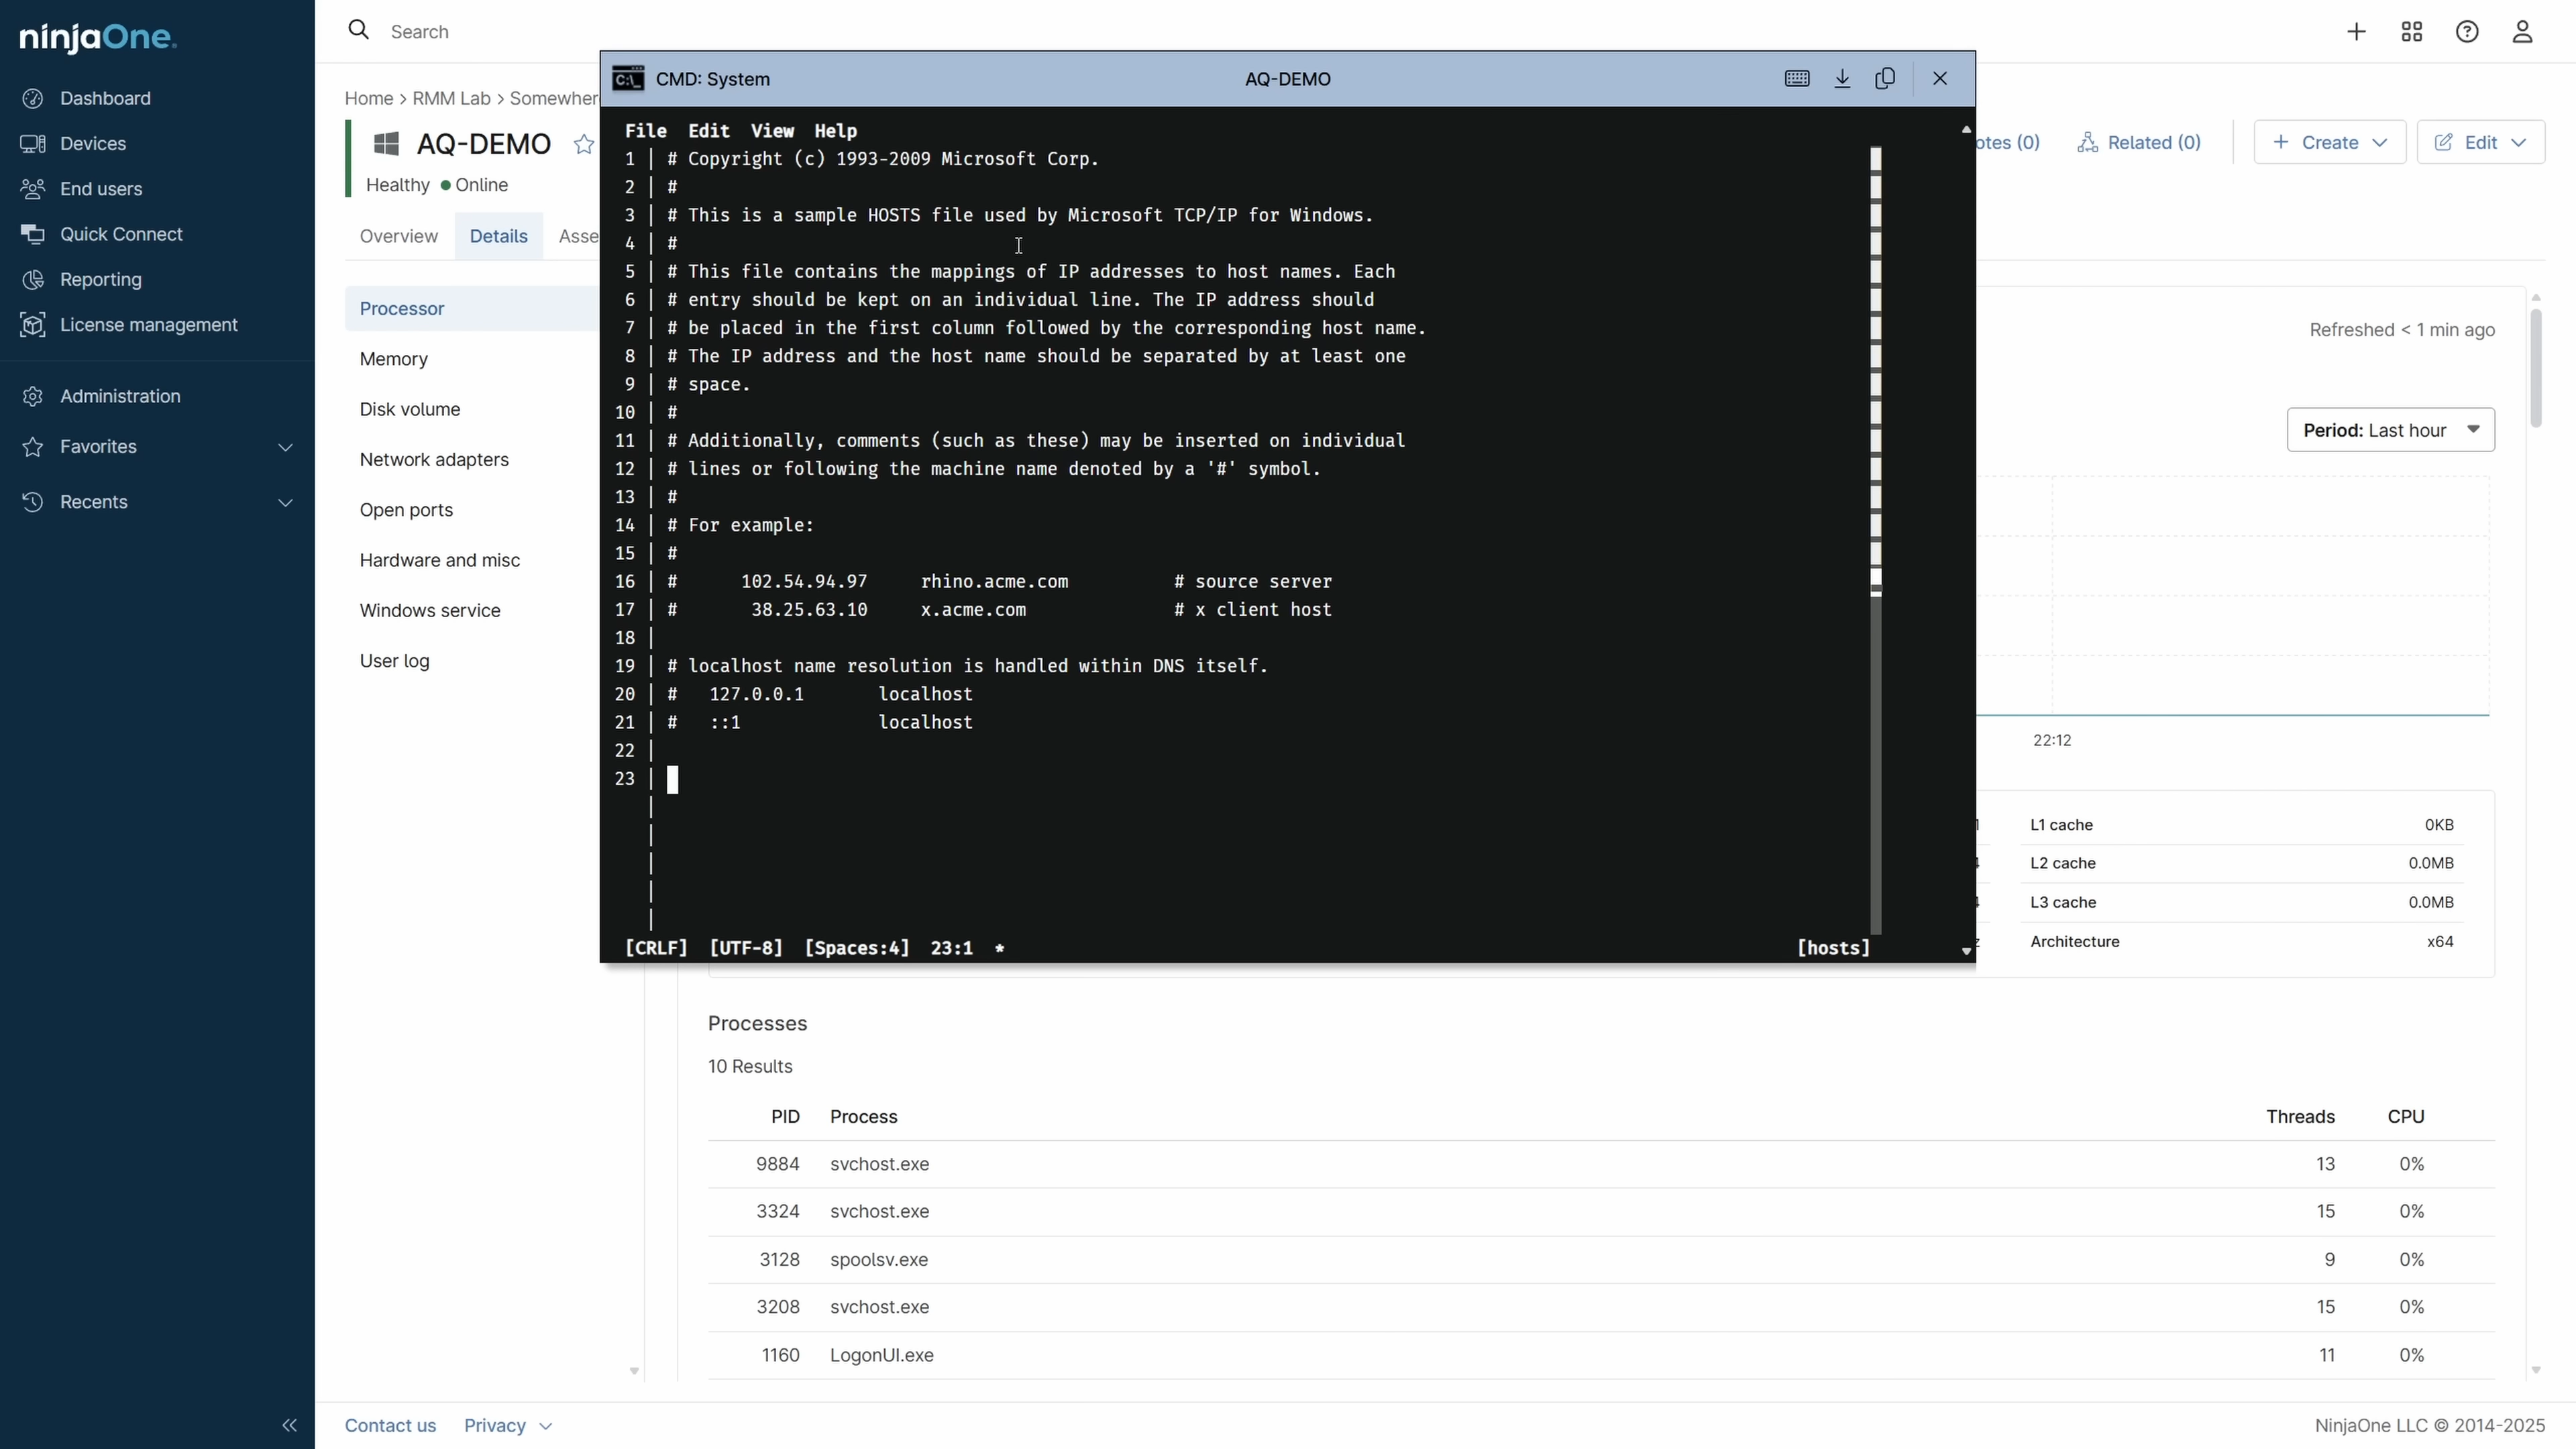 ninjaOne.
Dashboard
Devices
End users
Quick Connect
Reporting
License management
Administration
Favorites
Recents
Search
Home > RMM Lab > Somewher
AQ-DEMO
Healthy Online
Overview Details Asse
Processor
Memory
Disk volume
Network adapters
Open ports
Hardware and misc
Windows service
User log
otes (0) Related (0) + Create Edit
Refreshed < 1 min ago
Period: Last hour
22:12
C:\_ CMD: System AQ-DEMO
File Edit View Help
1 | # Copyright (c) 1993-2009 Microsoft Corp.
2 | #
3 | # This is a sample HOSTS file used by Microsoft TCP/IP for Windows.
4 | #
5 | # This file contains the mappings of IP addresses to host names. Each
6 | # entry should be kept on an individual line. The IP address should
7 | # be placed in the first column followed by the corresponding host name.
8 | # The IP address and the host name should be separated by at least one
9 | # space.
10 | #
11 | # Additionally, comments (such as these) may be inserted on individual
12 | # lines or following the machine name denoted by a '#' symbol.
13 | #
14 | # For example:
15 | #
16 | #      102.54.94.97     rhino.acme.com          # source server
17 | #       38.25.63.10     x.acme.com              # x client host
18 |
19 | # localhost name resolution is handled within DNS itself.
20 | #   127.0.0.1       localhost
21 | #   ::1             localhost
22 |
23 |
[CRLF] [UTF-8] [Spaces:4] 23:1 * [hosts]
L1 cache 0KB
L2 cache 0.0MB
L3 cache 0.0MB
Architecture x64
Processes
10 Results
PID Process Threads CPU
9884 svchost.exe 13 0%
3324 svchost.exe 15 0%
3128 spoolsv.exe 9 0%
3208 svchost.exe 15 0%
1160 LogonUI.exe 11 0%
Contact us Privacy
NinjaOne LLC © 2014-2025